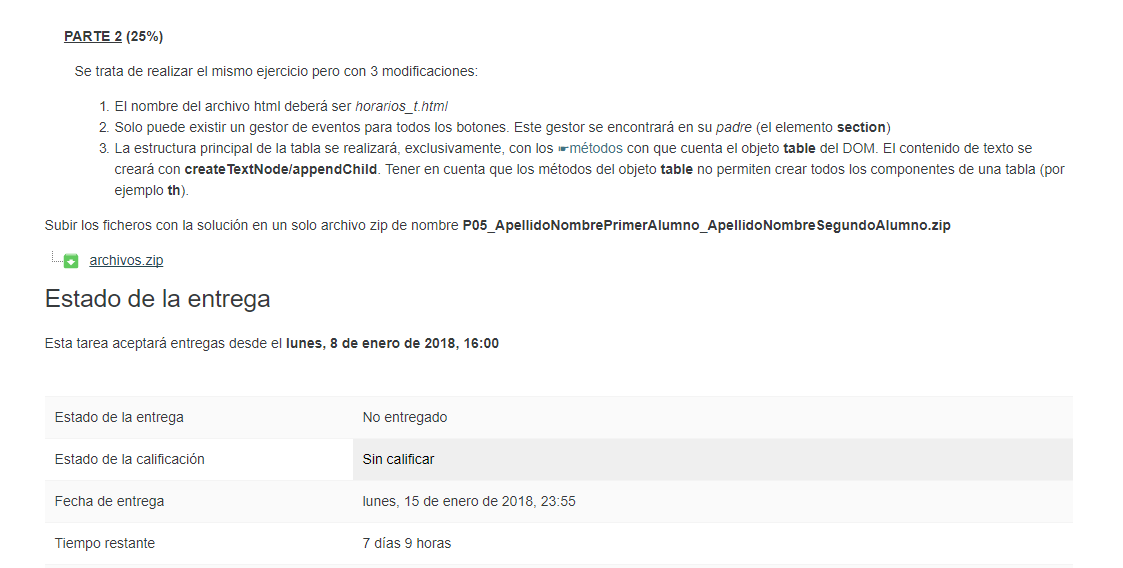 PARTE 2 (25%)
Se trata de realizar el mismo ejercicio pero con 3 modificaciones:
1. El nombre del archivo html deberá ser horarios_t.html
2. Solo puede existir un gestor de eventos para todos los botones. Este gestor se encontrará en su padre (el elemento section)
3. La estructura principal de la tabla se realizará, exclusivamente, con los ☛métodos con que cuenta el objeto table del DOM. El contenido de texto se
creará con createTextNode/appendChild. Tener en cuenta que los métodos del objeto table no permiten crear todos los componentes de una tabla (por
ejemplo th).
Subir los ficheros con la solución en un solo archivo zip de nombre P05_ApellidoNombrePrimerAlumno_ApellidoNombreSegundoAlumno.zip
archivos.zip
Estado de la entrega
Esta tarea aceptará entregas desde el lunes, 8 de enero de 2018, 16:00
Estado de la entrega No entregado
Estado de la calificación Sin calificar
Fecha de entrega lunes, 15 de enero de 2018, 23:55
Tiempo restante 7 días 9 horas